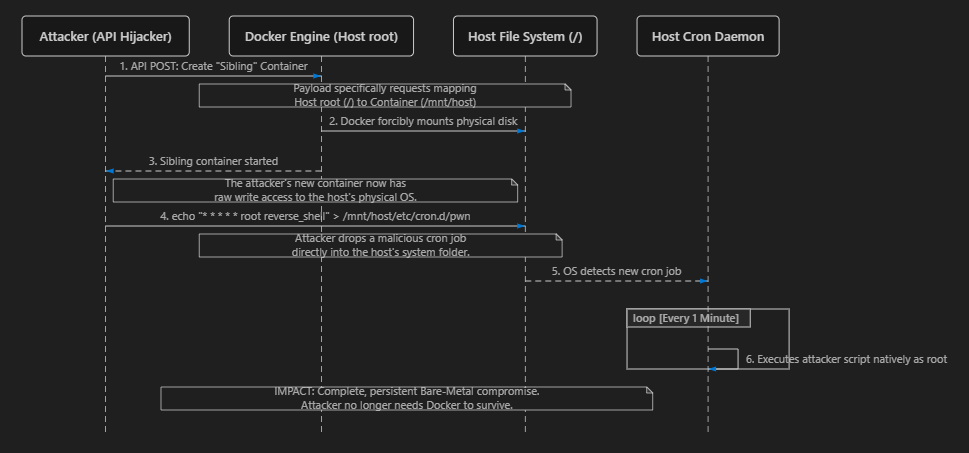 Attacker (API Hijacker)
Docker Engine (Host root)
Host File System (/)
Host Cron Daemon
1. API POST: Create "Sibling" Container
Payload specifically requests mapping
Host root (/) to Container (/mnt/host)
2. Docker forcibly mounts physical disk
3. Sibling container started
The attacker's new container now has
raw write access to the host's physical OS.
4. echo "* * * * * root reverse_shell" > /mnt/host/etc/cron.d/pwn
Attacker drops a malicious cron job
directly into the host's system folder.
5. OS detects new cron job
loop [Every 1 Minute]
6. Executes attacker script natively as root
IMPACT: Complete, persistent Bare-Metal compromise.
Attacker no longer needs Docker to survive.